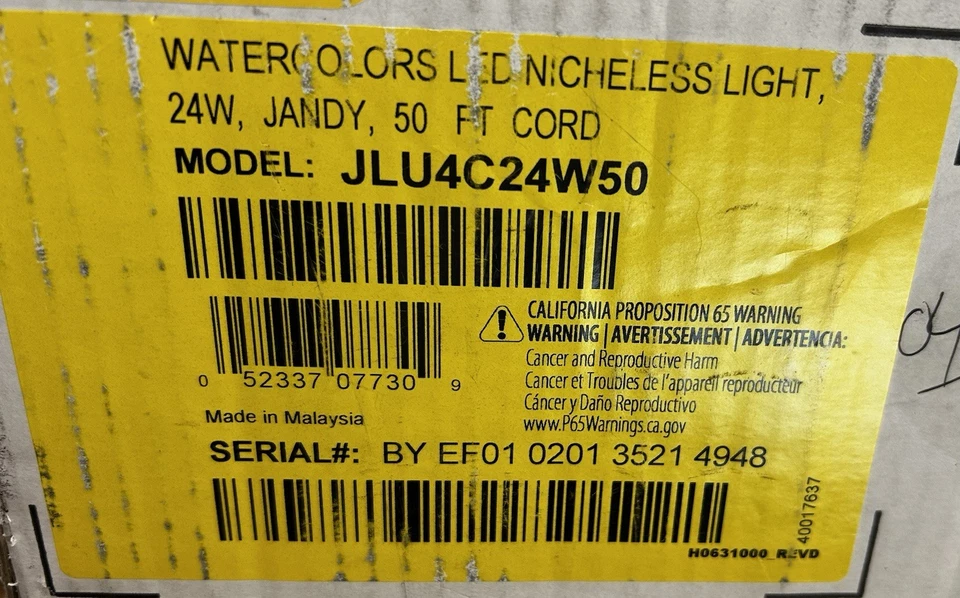 WATERCOLORS LED NICHELESS LIGHT,
24W, JANDY, 50 FT CORD
MODEL: JLU4C24W50
0 52337 07730 9
CALIFORNIA PROPOSITION 65 WARNING
WARNING | AVERTISSEMENT | ADVERTENCIA:
Cancer and Reproductive Harm
Cancer et Troubles de l'appareil reproducteur
Cáncer y Daño Reproductivo
www.P65Warnings.ca.gov
Made in Malaysia
SERIAL#: BY EF01 0201 3521 4948
40017637
H0631000_REVD